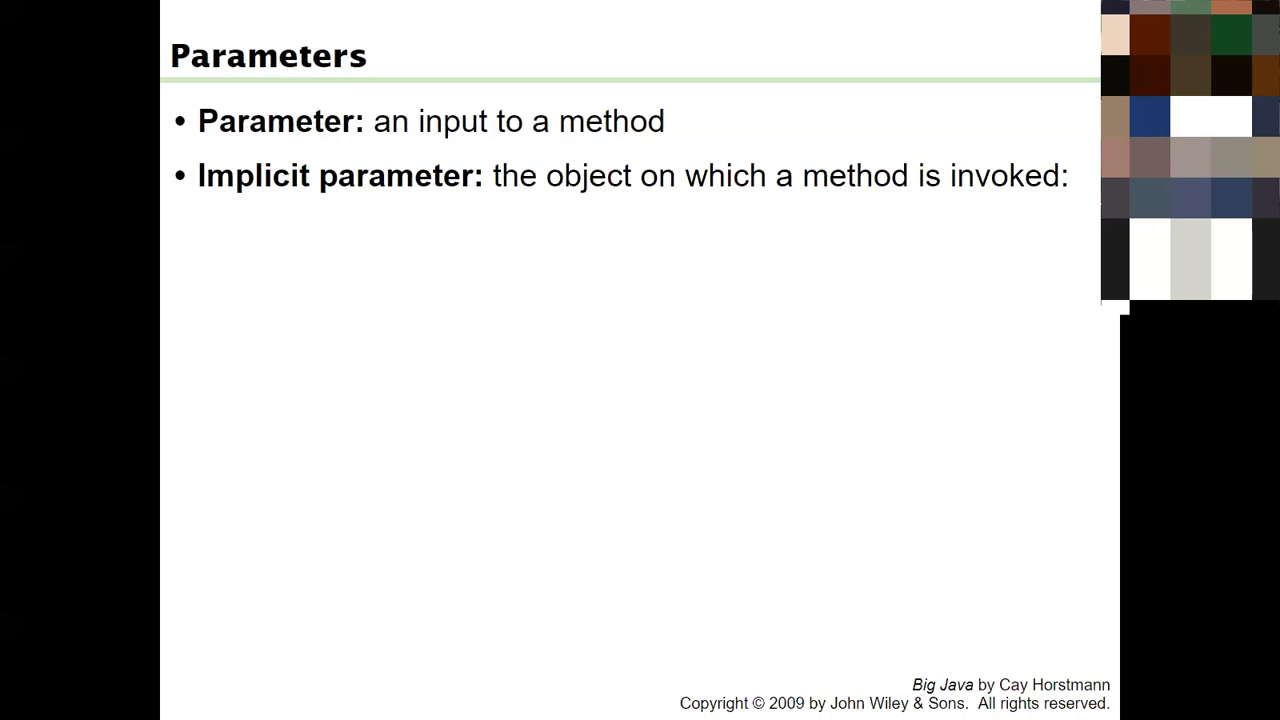 Parameters
• Parameter: an input to a method
• Implicit parameter: the object on which a method is invoked:
Big Java by Cay Horstmann
Copyright © 2009 by John Wiley & Sons. All rights reserved.